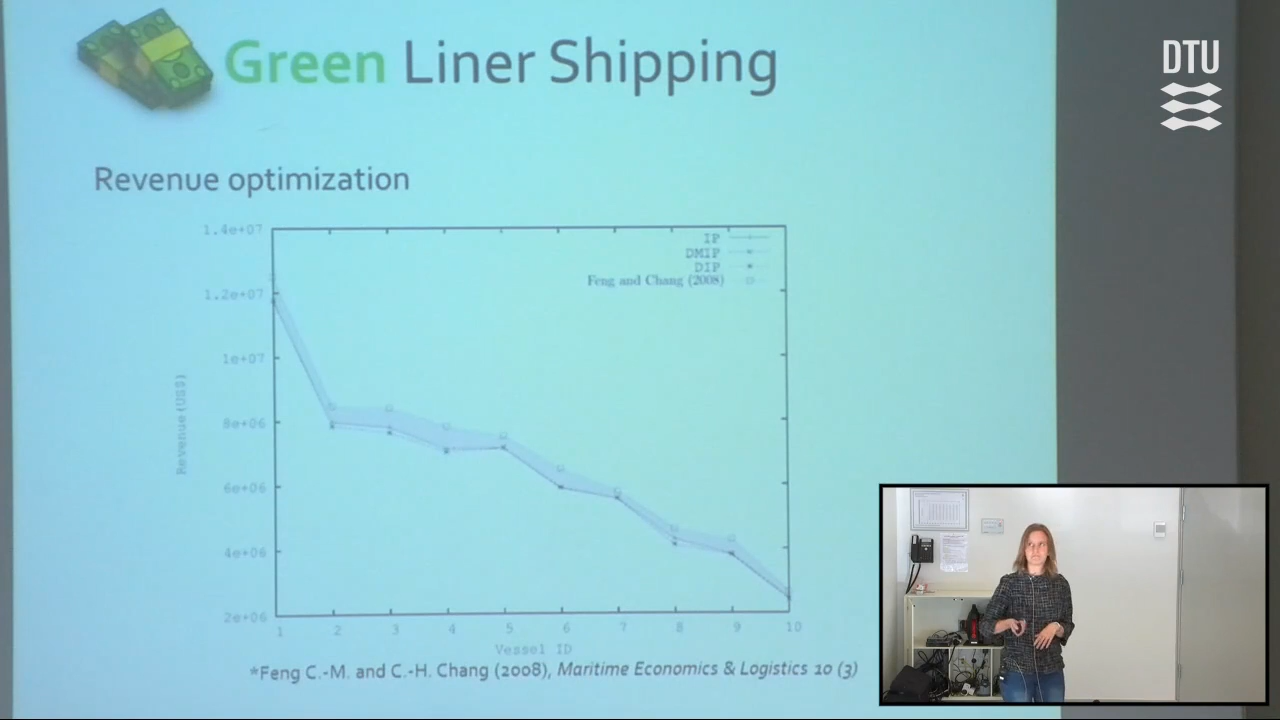 Green Liner Shipping
DTU
Revenue optimization
1.4e+07
1.2e+07
1e+07
8e+06
6e+06
4e+06
2e+06
Revenue (US$)
IP
DMIP
DIP
Feng and Chang (2008)
1 2 3 4 5 6 7 8 9 10
Vessel ID
*Feng C.-M. and C.-H. Chang (2008), Maritime Economics & Logistics 10 (3)